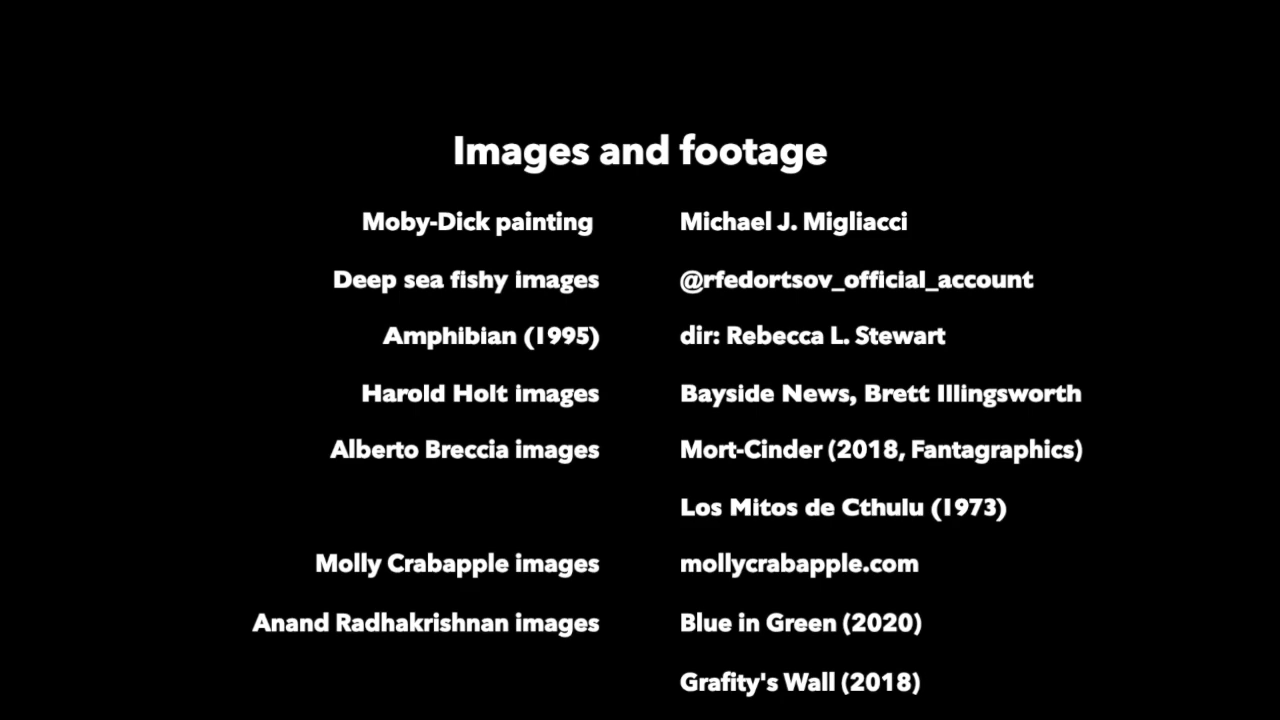 Images and footage
Moby-Dick painting Michael J. Migliacci
Deep sea fishy images @rfedortsov_official_account
Amphibian (1995) dir: Rebecca L. Stewart
Harold Holt images Bayside News, Brett Illingsworth
Alberto Breccia images Mort-Cinder (2018, Fantagraphics)
Los Mitos de Cthulu (1973)
Molly Crabapple images mollycrabapple.com
Anand Radhakrishnan images Blue in Green (2020)
Grafity's Wall (2018)